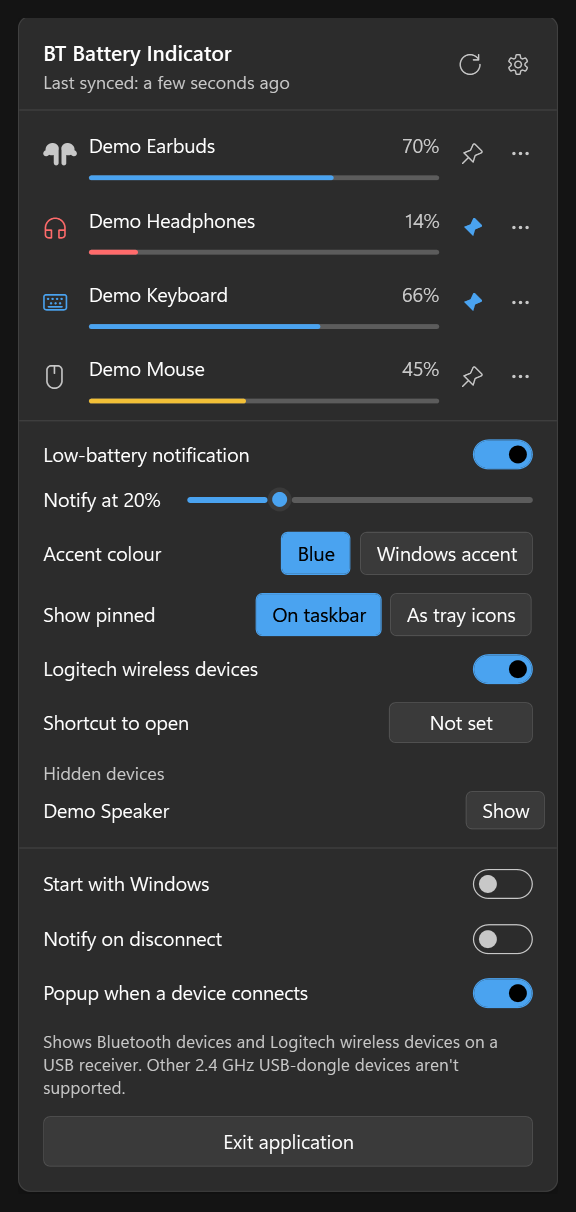 BT Battery Indicator
Last synced: a few seconds ago
Demo Earbuds 70%
Demo Headphones 14%
Demo Keyboard 66%
Demo Mouse 45%
Low-battery notification
Notify at 20%
Accent colour Blue Windows accent
Show pinned On taskbar As tray icons
Logitech wireless devices
Shortcut to open Not set
Hidden devices
Demo Speaker Show
Start with Windows
Notify on disconnect
Popup when a device connects
Shows Bluetooth devices and Logitech wireless devices on a
USB receiver. Other 2.4 GHz USB-dongle devices aren't
supported.
Exit application